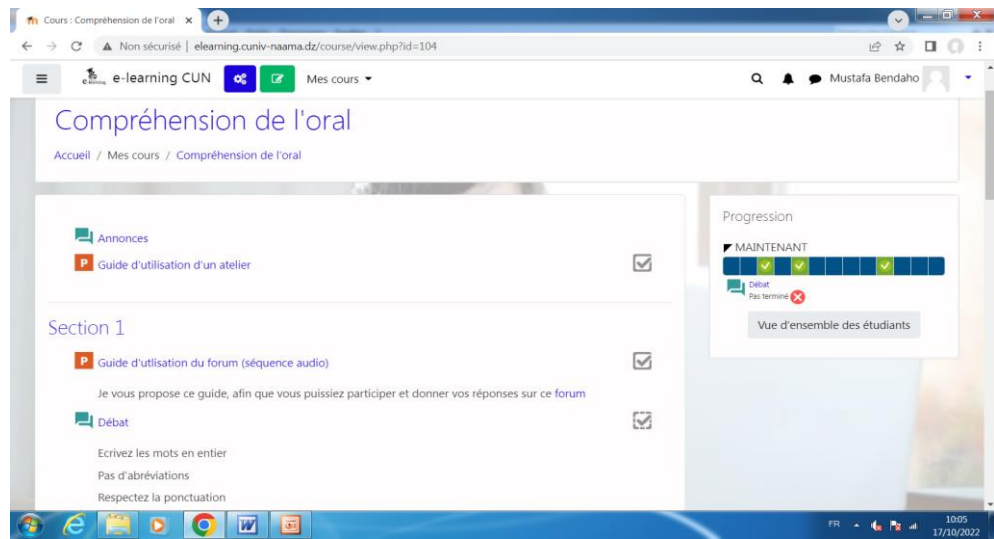 Cours : Compréhension de l'oral
Non sécurisé | elearning.cuniv-naama.dz/course/view.php?id=104
e-learning CUN
Mes cours
Mustafa Bendaho
Compréhension de l'oral
Accueil / Mes cours / Compréhension de l'oral
Annonces
P Guide d'utilisation d'un atelier
Section 1
P Guide d'utlisation du forum (séquence audio)
Je vous propose ce guide, afin que vous puissiez participer et donner vos réponses sur ce forum
Débat
Ecrivez les mots en entier
Pas d'abréviations
Respectez la ponctuation
Progression
MAINTENANT
Débat
Pas terminé
Vue d'ensemble des étudiants
FR
10:05
17/10/2022